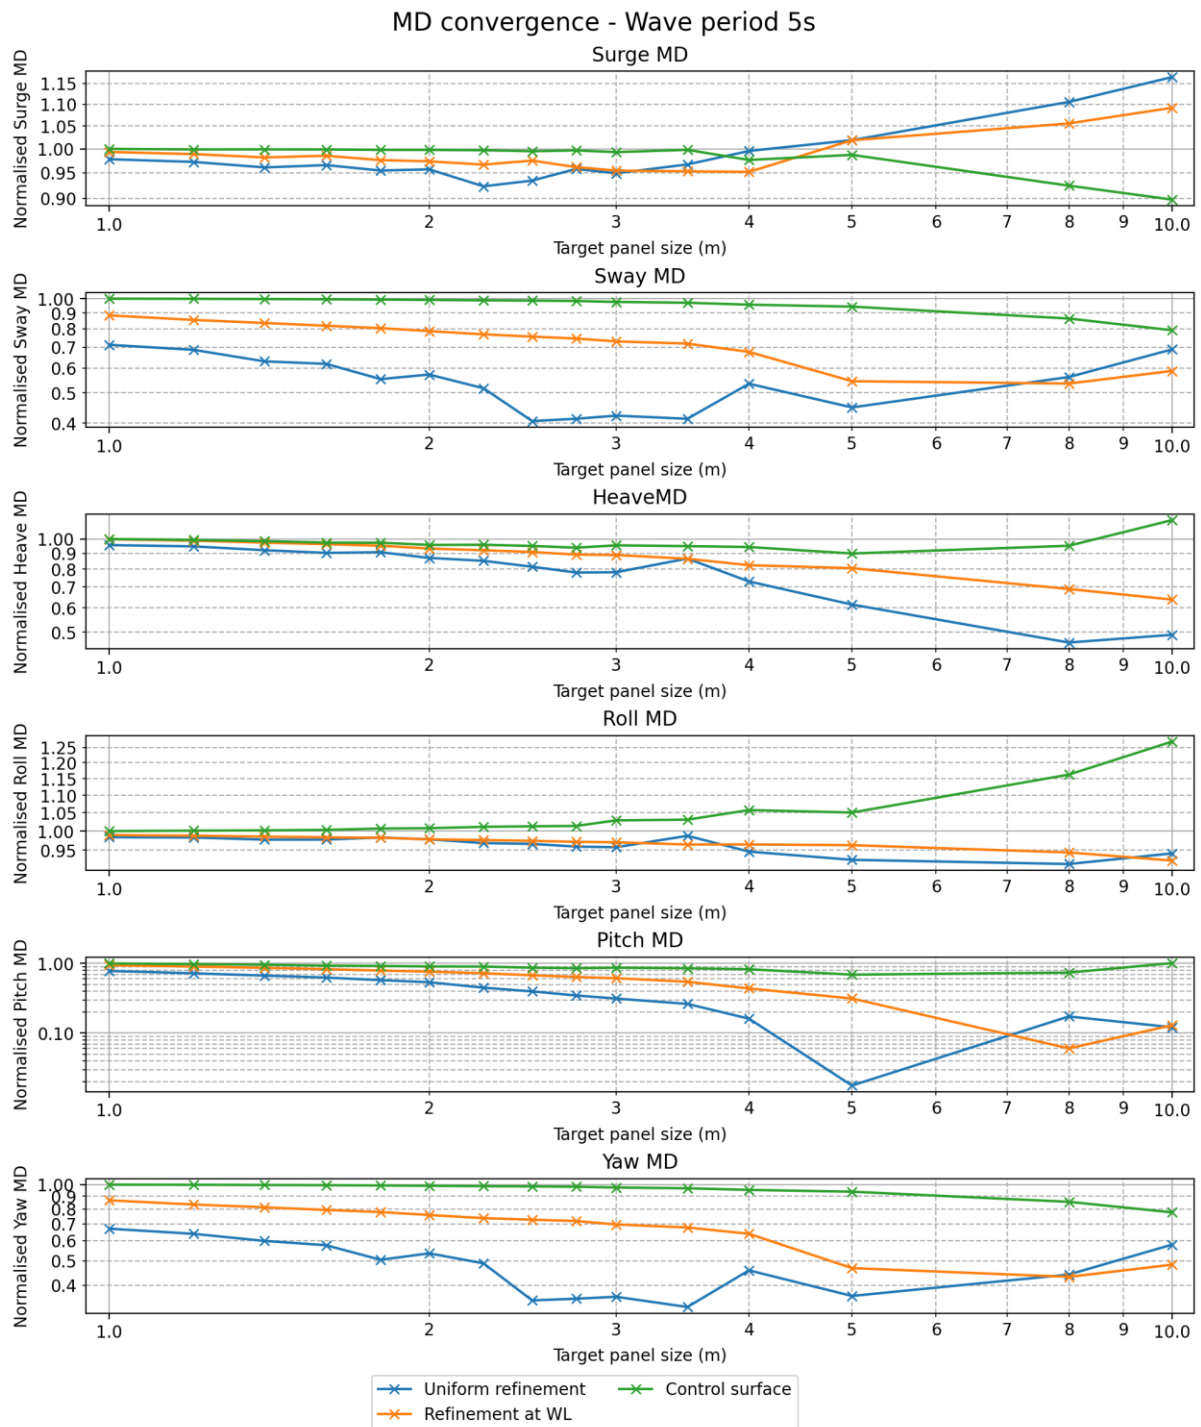 MD convergence - Wave period 5s
Surge MD
Normalised Surge MD
1.15
1.10
1.05
1.00
0.95
0.90
1.0 2 3 4 5 6 7 8 9 10.0
Target panel size (m)
Sway MD
Normalised Sway MD
1.00
0.9
0.8
0.7
0.6
0.5
0.4
1.0 2 3 4 5 6 7 8 9 10.0
Target panel size (m)
HeaveMD
Normalised Heave MD
1.00
0.9
0.8
0.7
0.6
0.5
1.0 2 3 4 5 6 7 8 9 10.0
Target panel size (m)
Roll MD
Normalised Roll MD
1.25
1.20
1.15
1.10
1.05
1.00
0.95
1.0 2 3 4 5 6 7 8 9 10.0
Target panel size (m)
Pitch MD
Normalised Pitch MD
1.00
0.10
1.0 2 3 4 5 6 7 8 9 10.0
Target panel size (m)
Yaw MD
Normalised Yaw MD
1.00
0.9
0.8
0.7
0.6
0.5
0.4
1.0 2 3 4 5 6 7 8 9 10.0
Target panel size (m)
Uniform refinement
Refinement at WL
Control surface